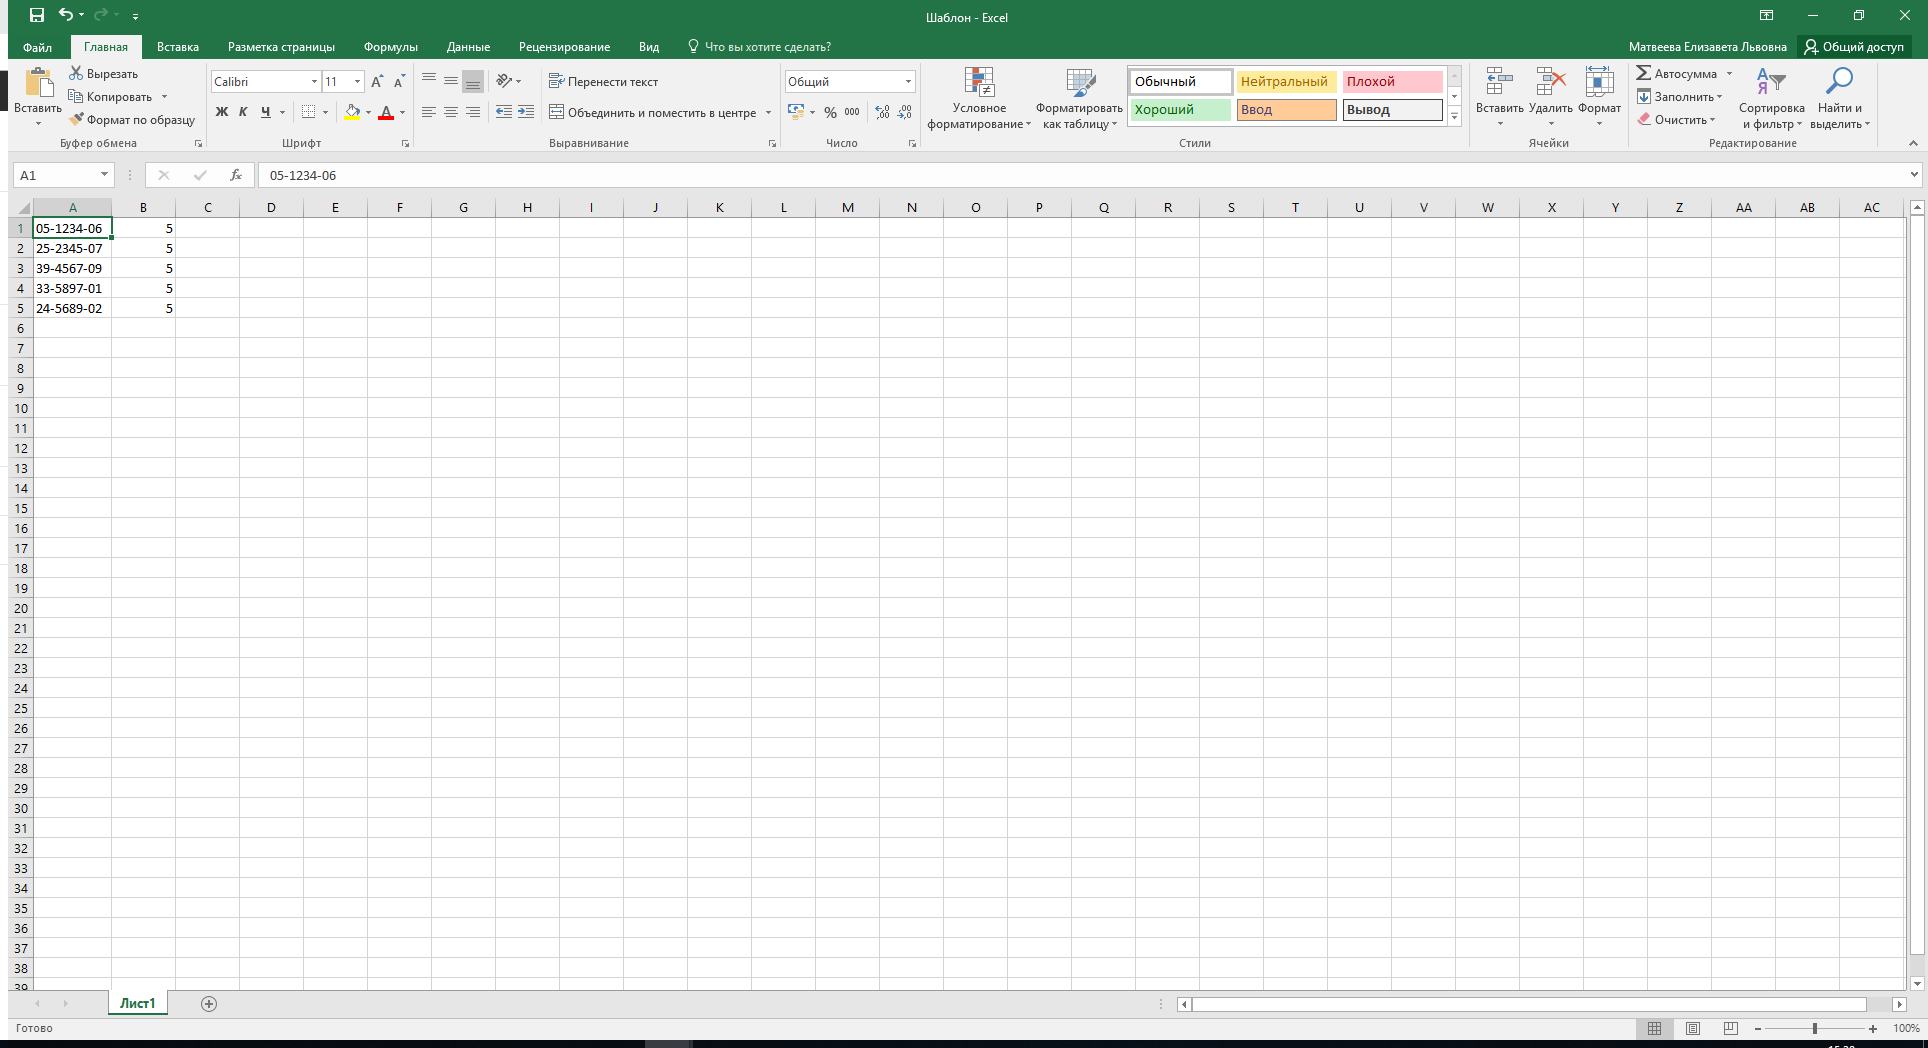 Шаблон - Excel
Файл Главная Вставка Разметка страницы Формулы Данные Рецензирование Вид Что вы хотите сделать? Матвеева Елизавета Львовна Общий доступ
Вставить
Вырезать
Копировать
Формат по образцу
Буфер обмена
Calibri 11
Ж К Ч
Шрифт
Перенести текст
Объединить и поместить в центре
Выравнивание
Общий
% 000
Число
Условное
форматирование
Форматировать
как таблицу
Обычный Нейтральный Плохой
Хороший Ввод Вывод
Стили
Вставить Удалить Формат
Ячейки
Автосумма
Заполнить
Очистить
Сортировка
и фильтр
Найти и
выделить
Редактирование
A1 fx 05-1234-06
A B C D E F G H I J K L M N O P Q R S T U V W X Y Z AA AB AC
1 05-1234-06 5
2 25-2345-07 5
3 39-4567-09 5
4 33-5897-01 5
5 24-5689-02 5
6
7
8
9
10
11
12
13
14
15
16
17
18
19
20
21
22
23
24
25
26
27
28
29
30
31
32
33
34
35
36
37
38
39
Лист1
Готово 100%